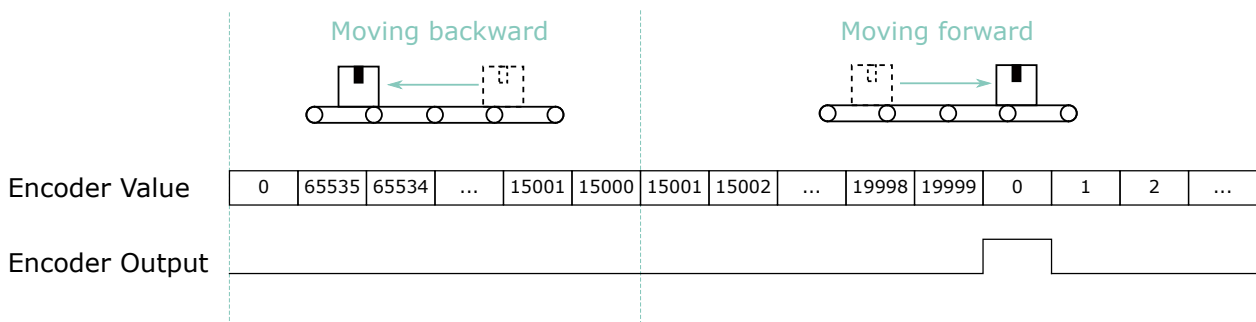 Moving backward Moving forward
Encoder Value 0 65535 65534 ... 15001 15000 15001 15002 ... 19998 19999 0 1 2 ...
Encoder Output